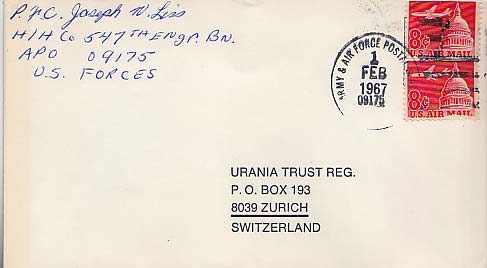 P.F.C. Joseph W. Liss
H/H Co 547TH Engr. BN.
APO 09175
U.S. FORCES
ARMY & AIR FORCE POSTAL
1
FEB
1967
09175
8¢
U.S. AIR MAIL
8¢
U.S. AIR MAIL
URANIA TRUST REG.
P. O. BOX 193
8039 ZURICH
SWITZERLAND